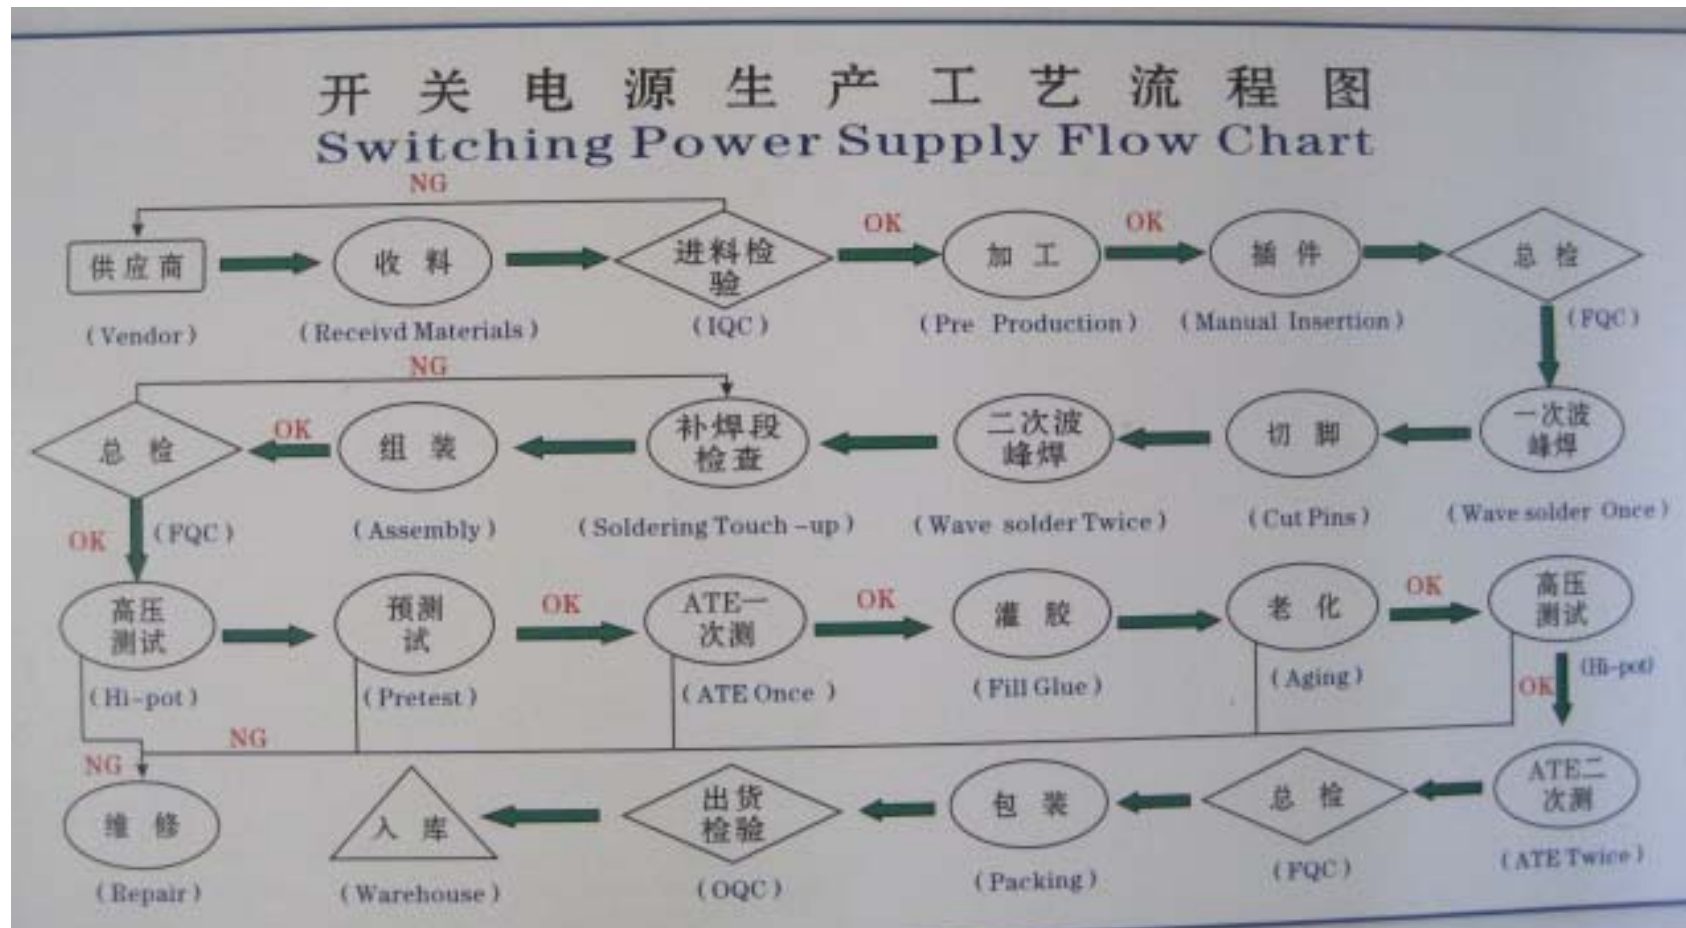 开关电源生产工艺流程图
Switching Power Supply Flow Chart
NG
供应商
收料
进料检
验
OK
加工
OK
插件
总检
(Vendor)
(Receivd Materials)
(IQC)
(Pre Production)
(Manual Insertion)
(FQC)
NG
总检
OK
组装
补焊段
检查
二次波
峰焊
切脚
一次波
峰焊
OK
(FQC)
(Assembly)
(Soldering Touch-up)
(Wave solder Twice)
(Cut Pins)
(Wave solder Once)
高压
测试
预测
试
OK
ATE一
次测
OK
灌胶
老化
OK
高压
测试
(Hi-pot)
(Pretest)
(ATE Once)
(Fill Glue)
(Aging)
OK
(Hi-pot)
NG
NG
维修
入库
出货
检验
包装
总检
ATE二
次测
(Repair)
(Warehouse)
(OQC)
(Packing)
(FQC)
(ATE Twice)